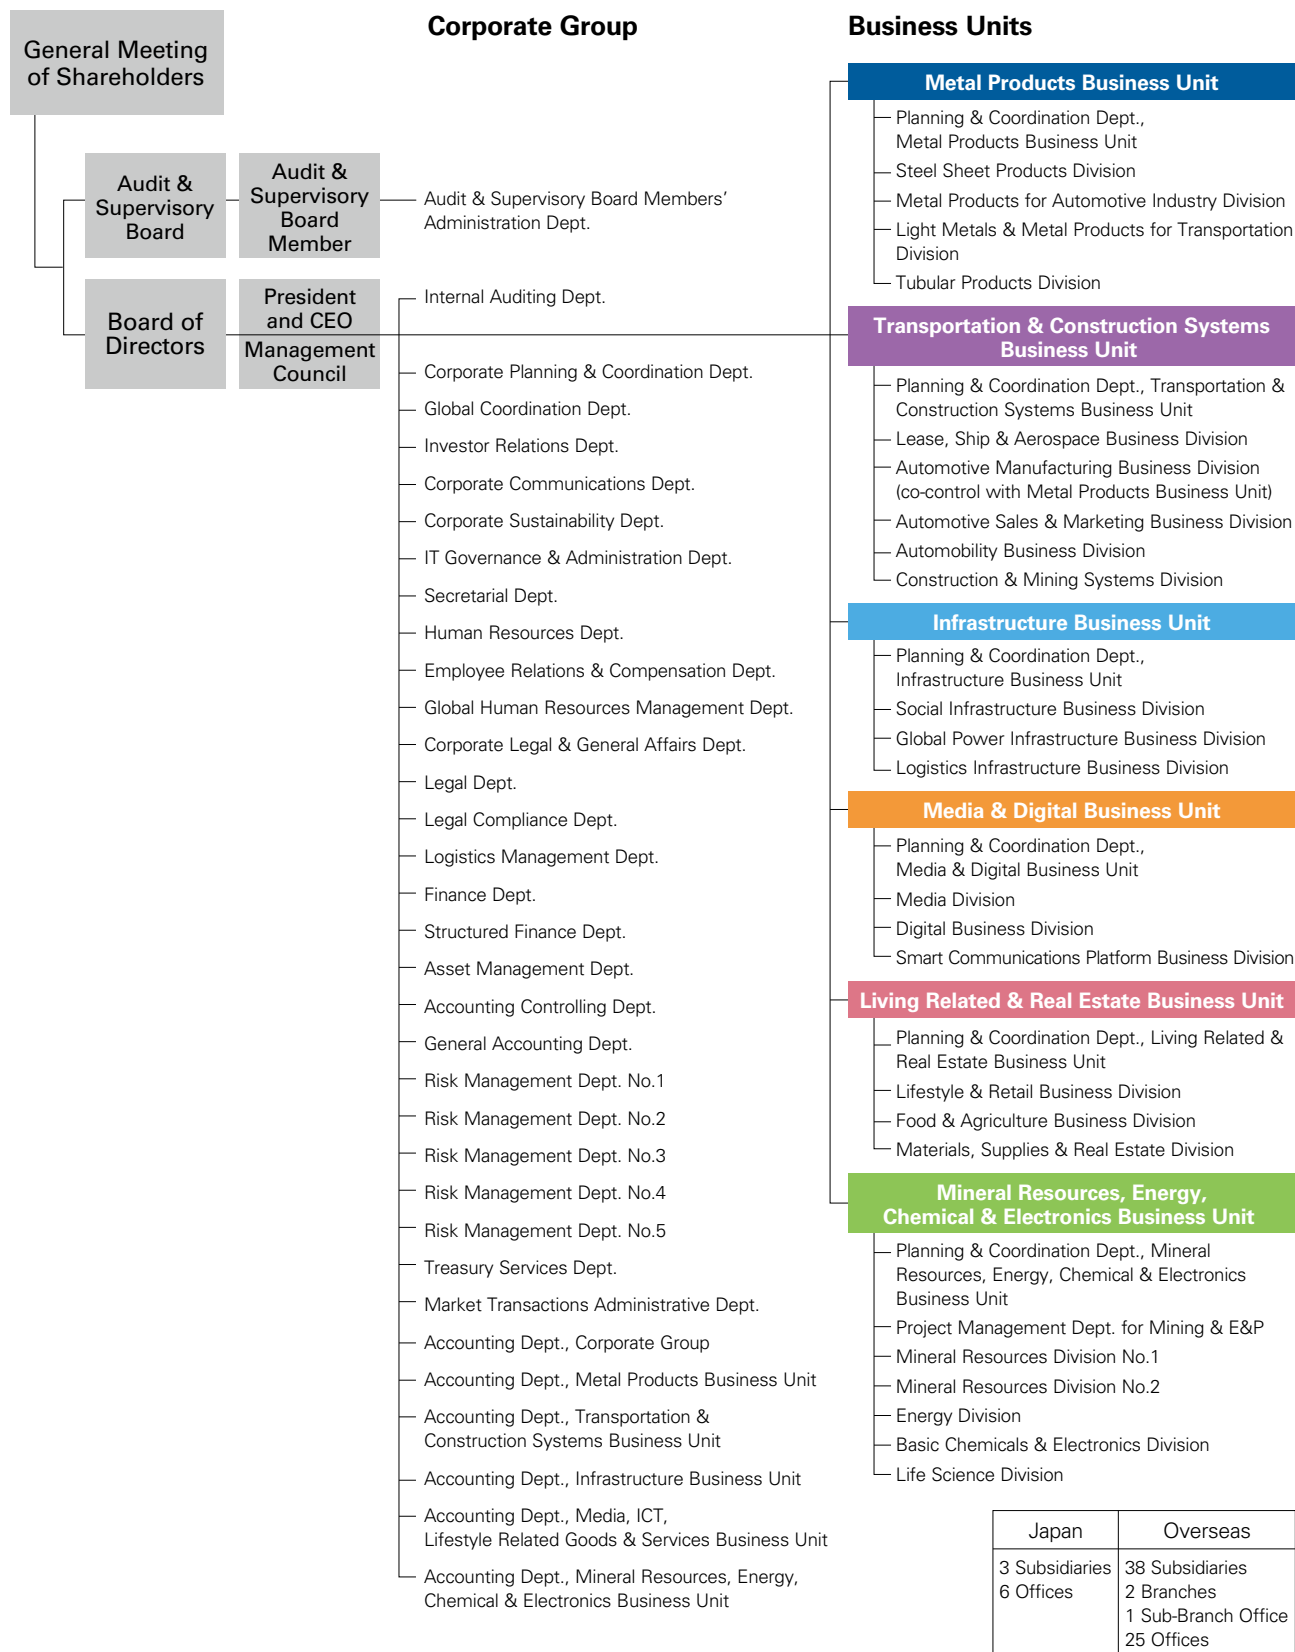 General Meeting
of Shareholders
Audit &
Supervisory
Board
Audit &
Supervisory
Board
Member
Board of
Directors
President
and CEO
Management
Council
Corporate Group
Audit & Supervisory Board Members’
Administration Dept.
Internal Auditing Dept.
Corporate Planning & Coordination Dept.
Global Coordination Dept.
Investor Relations Dept.
Corporate Communications Dept.
Corporate Sustainability Dept.
IT Governance & Administration Dept.
Secretarial Dept.
Human Resources Dept.
Employee Relations & Compensation Dept.
Global Human Resources Management Dept.
Corporate Legal & General Affairs Dept.
Legal Dept.
Legal Compliance Dept.
Logistics Management Dept.
Finance Dept.
Structured Finance Dept.
Asset Management Dept.
Accounting Controlling Dept.
General Accounting Dept.
Risk Management Dept. No.1
Risk Management Dept. No.2
Risk Management Dept. No.3
Risk Management Dept. No.4
Risk Management Dept. No.5
Treasury Services Dept.
Market Transactions Administrative Dept.
Accounting Dept., Corporate Group
Accounting Dept., Metal Products Business Unit
Accounting Dept., Transportation &
Construction Systems Business Unit
Accounting Dept., Infrastructure Business Unit
Accounting Dept., Media, ICT,
Lifestyle Related Goods & Services Business Unit
Accounting Dept., Mineral Resources, Energy,
Chemical & Electronics Business Unit
Business Units
Metal Products Business Unit
Planning & Coordination Dept.,
Metal Products Business Unit
Steel Sheet Products Division
Metal Products for Automotive Industry Division
Light Metals & Metal Products for Transportation
Division
Tubular Products Division
Transportation & Construction Systems
Business Unit
Planning & Coordination Dept., Transportation &
Construction Systems Business Unit
Lease, Ship & Aerospace Business Division
Automotive Manufacturing Business Division
(co-control with Metal Products Business Unit)
Automotive Sales & Marketing Business Division
Automobility Business Division
Construction & Mining Systems Division
Infrastructure Business Unit
Planning & Coordination Dept.,
Infrastructure Business Unit
Social Infrastructure Business Division
Global Power Infrastructure Business Division
Logistics Infrastructure Business Division
Media & Digital Business Unit
Planning & Coordination Dept.,
Media & Digital Business Unit
Media Division
Digital Business Division
Smart Communications Platform Business Division
Living Related & Real Estate Business Unit
Planning & Coordination Dept., Living Related &
Real Estate Business Unit
Lifestyle & Retail Business Division
Food & Agriculture Business Division
Materials, Supplies & Real Estate Division
Mineral Resources, Energy,
Chemical & Electronics Business Unit
Planning & Coordination Dept., Mineral
Resources, Energy, Chemical & Electronics
Business Unit
Project Management Dept. for Mining & E&P
Mineral Resources Division No.1
Mineral Resources Division No.2
Energy Division
Basic Chemicals & Electronics Division
Life Science Division
Japan
3 Subsidiaries
6 Offices
Overseas
38 Subsidiaries
2 Branches
1 Sub-Branch Office
25 Offices